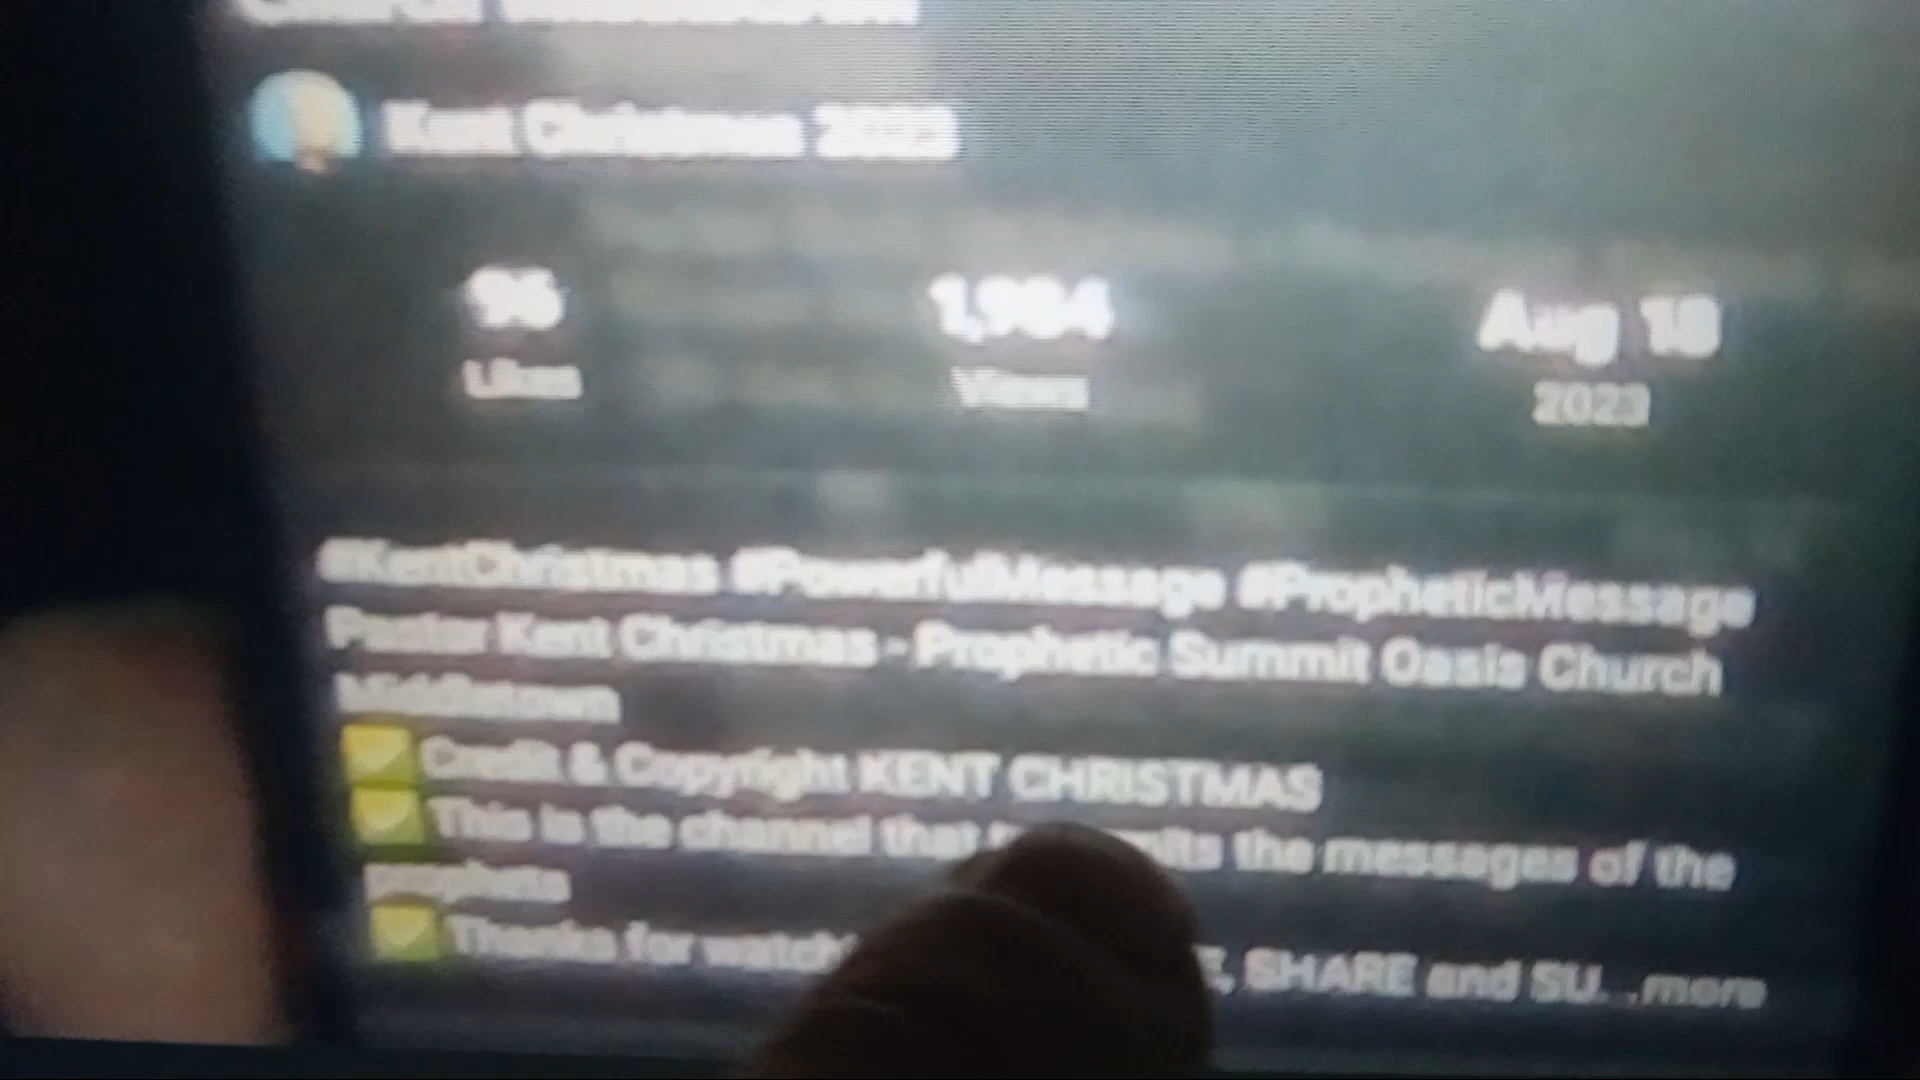 Kent Christmas 2023
96
Likes
1,984
Views
Aug 18
2023
#KentChristmas #PowerfulMessage #PropheticMessage
Pastor Kent Christmas - Prophetic Summit Oasis Church
Middletown
Credit & Copyright KENT CHRISTMAS
This is the channel that the messages of the
prophets
Thanks for SHARE and SU...more